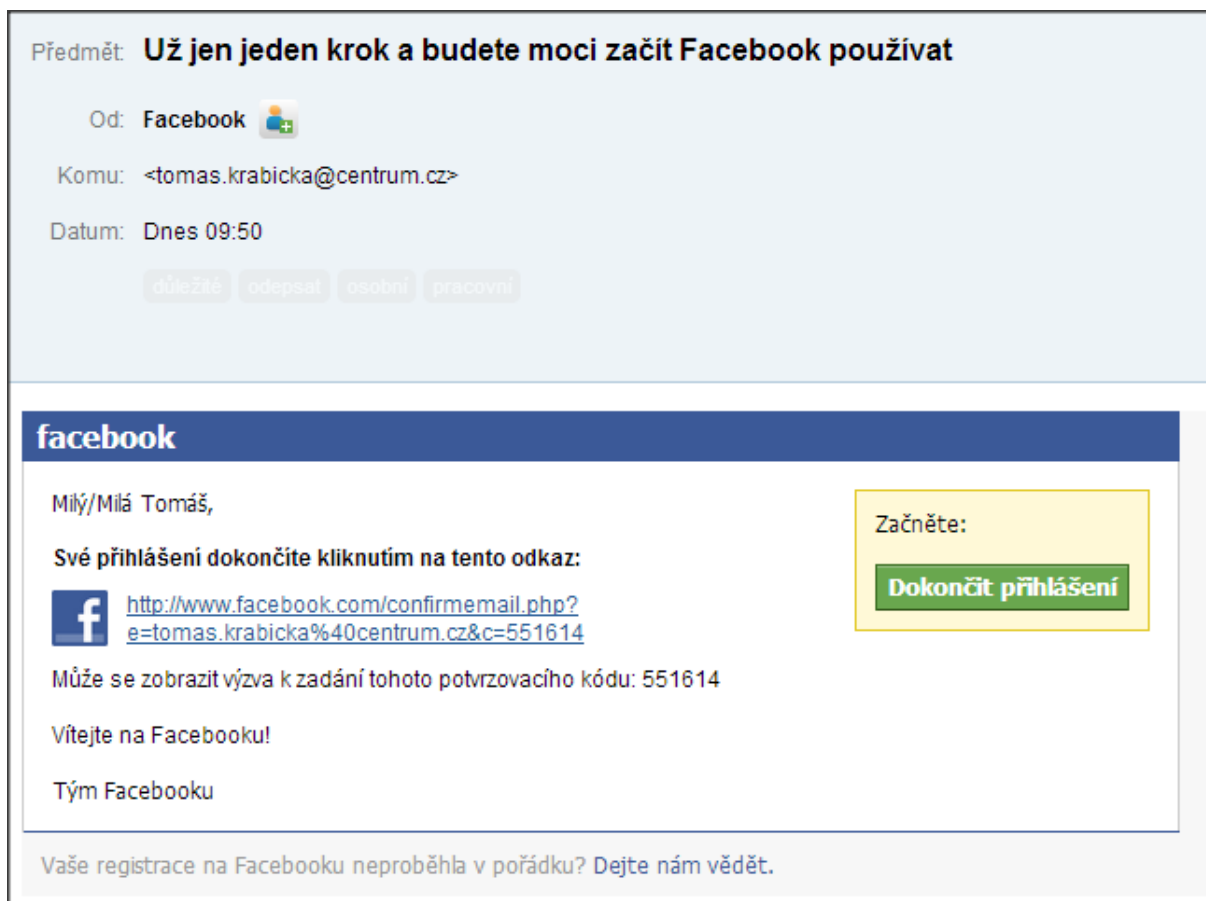 Předmět: Už jen jeden krok a budete moci začít Facebook používat
Od: Facebook
Komu: <tomas.krabicka@centrum.cz>
Datum: Dnes 09:50
důležité odepsat osobní pracovní
facebook
Milý/Milá Tomáš,
Své přihlášení dokončíte kliknutím na tento odkaz:
http://www.facebook.com/confirmemail.php?
e=tomas.krabicka%40centrum.cz&c=551614
Může se zobrazit výzva k zadání tohoto potvrzovacího kódu: 551614
Vítejte na Facebooku!
Tým Facebooku
Začněte:
Dokončit přihlášení
Vaše registrace na Facebooku neproběhla v pořádku? Dejte nám vědět.